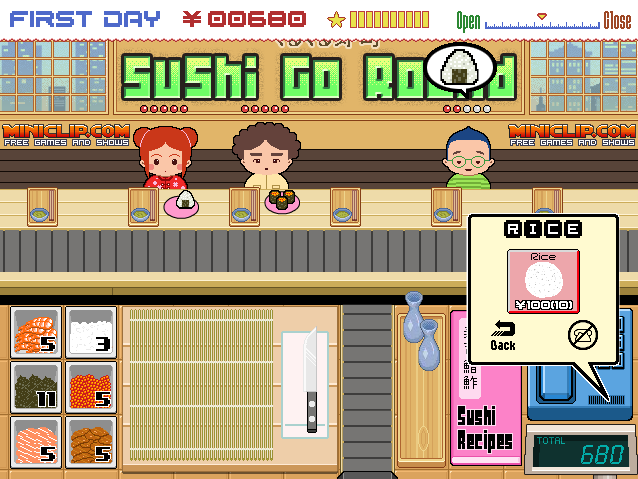 FIRST DAY ¥00680 Open Close
SuShi Go Round
MINICLIP.COM
FREE GAMES AND SHOWS
MINICLIP.COM
FREE GAMES AND SHOWS
RICE
Rice
¥100(10)
Back
5
3
11
5
5
5
Sushi
Recipes
TOTAL
680